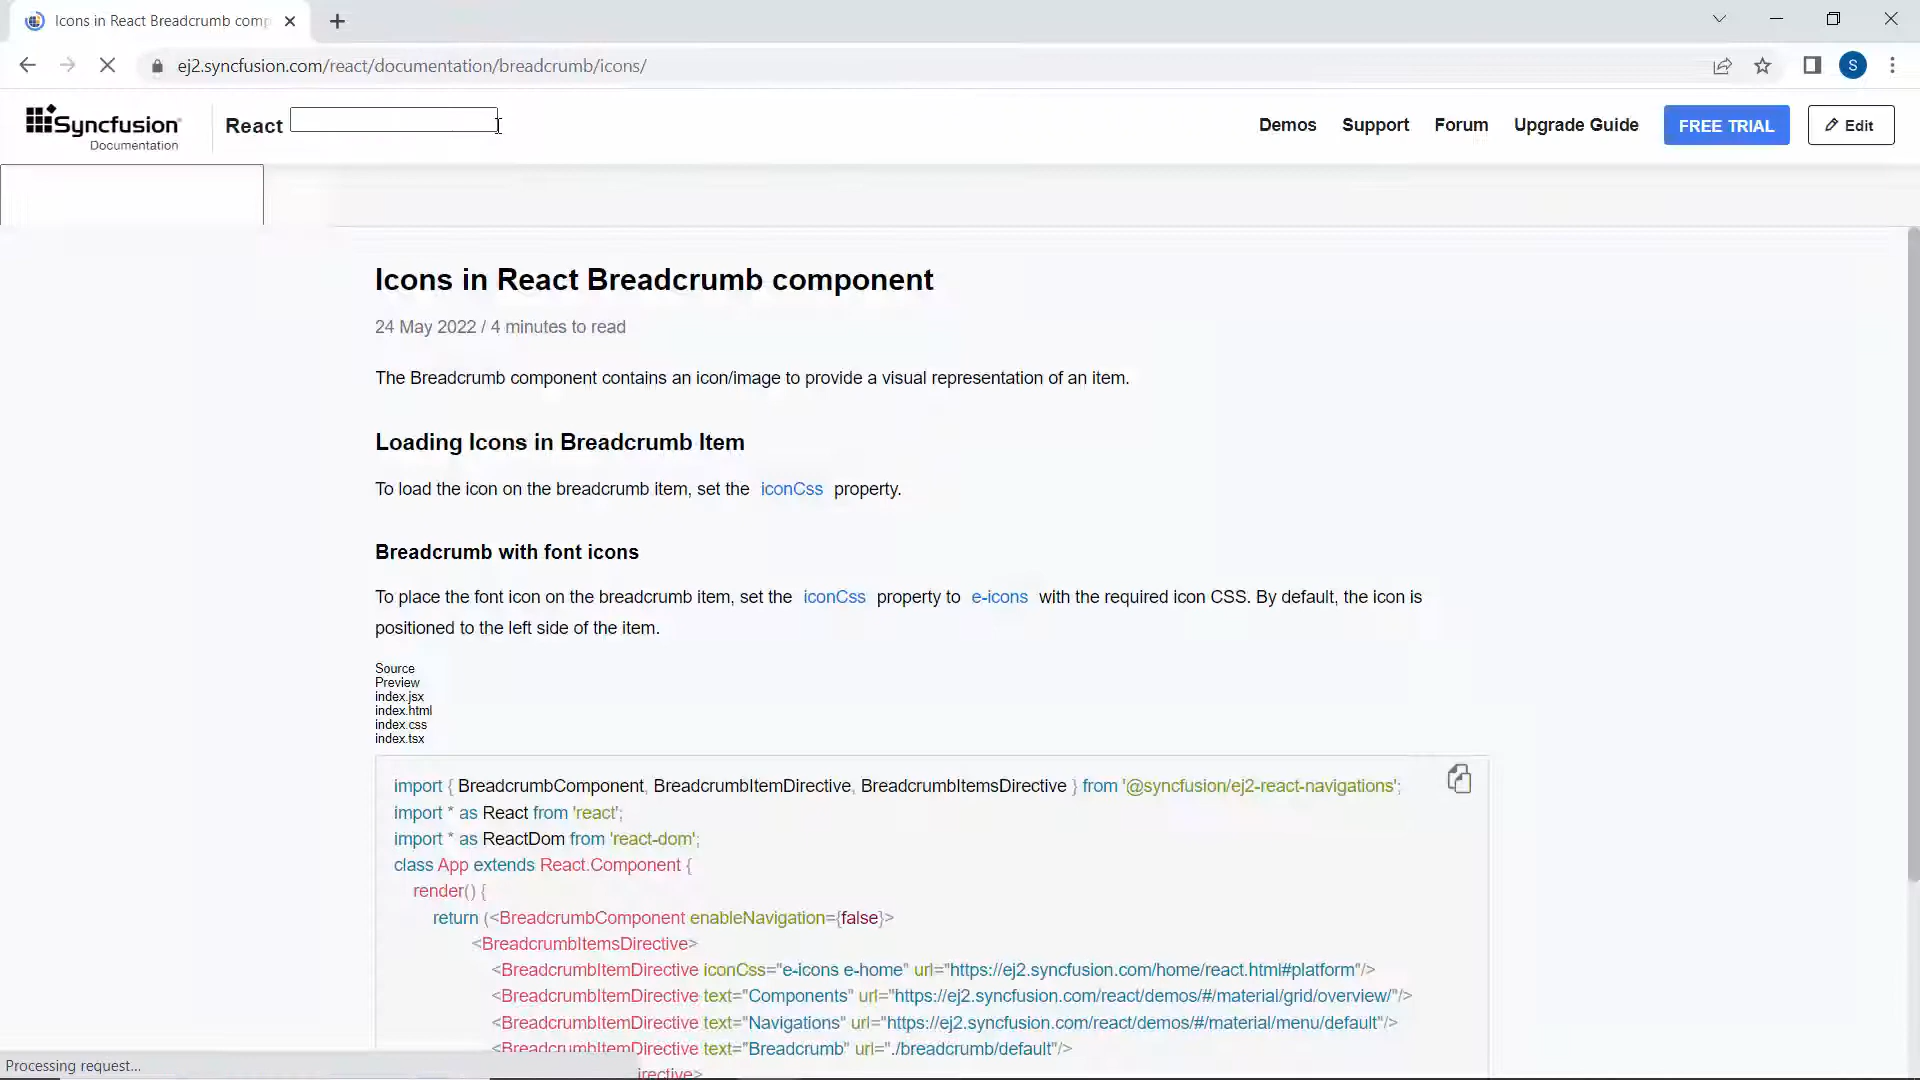 Icons in React Breadcrumb comp
ej2.syncfusion.com/react/documentation/breadcrumb/icons/
S
Syncfusion
Documentation
React
Demos Support Forum Upgrade Guide FREE TRIAL Edit
Icons in React Breadcrumb component
24 May 2022 / 4 minutes to read
The Breadcrumb component contains an icon/image to provide a visual representation of an item.
Loading Icons in Breadcrumb Item
To load the icon on the breadcrumb item, set the iconCss property.
Breadcrumb with font icons
To place the font icon on the breadcrumb item, set the iconCss property to e-icons with the required icon CSS. By default, the icon is
positioned to the left side of the item.
Source
Preview
index.jsx
index.html
index.css
index.tsx
import { BreadcrumbComponent, BreadcrumbItemDirective, BreadcrumbItemsDirective } from '@syncfusion/ej2-react-navigations';
import * as React from 'react';
import * as ReactDom from 'react-dom';
class App extends React.Component {
render() {
return (<BreadcrumbComponent enableNavigation={false}>
<BreadcrumbItemsDirective>
<BreadcrumbItemDirective iconCss="e-icons e-home" url="https://ej2.syncfusion.com/home/react.html#platform"/>
<BreadcrumbItemDirective text="Components" url="https://ej2.syncfusion.com/react/demos/#/material/grid/overview/"/>
<BreadcrumbItemDirective text="Navigations" url="https://ej2.syncfusion.com/react/demos/#/material/menu/default"/>
<BreadcrumbItemDirective text="Breadcrumb" url="./breadcrumb/default"/>
irective>
Processing request...